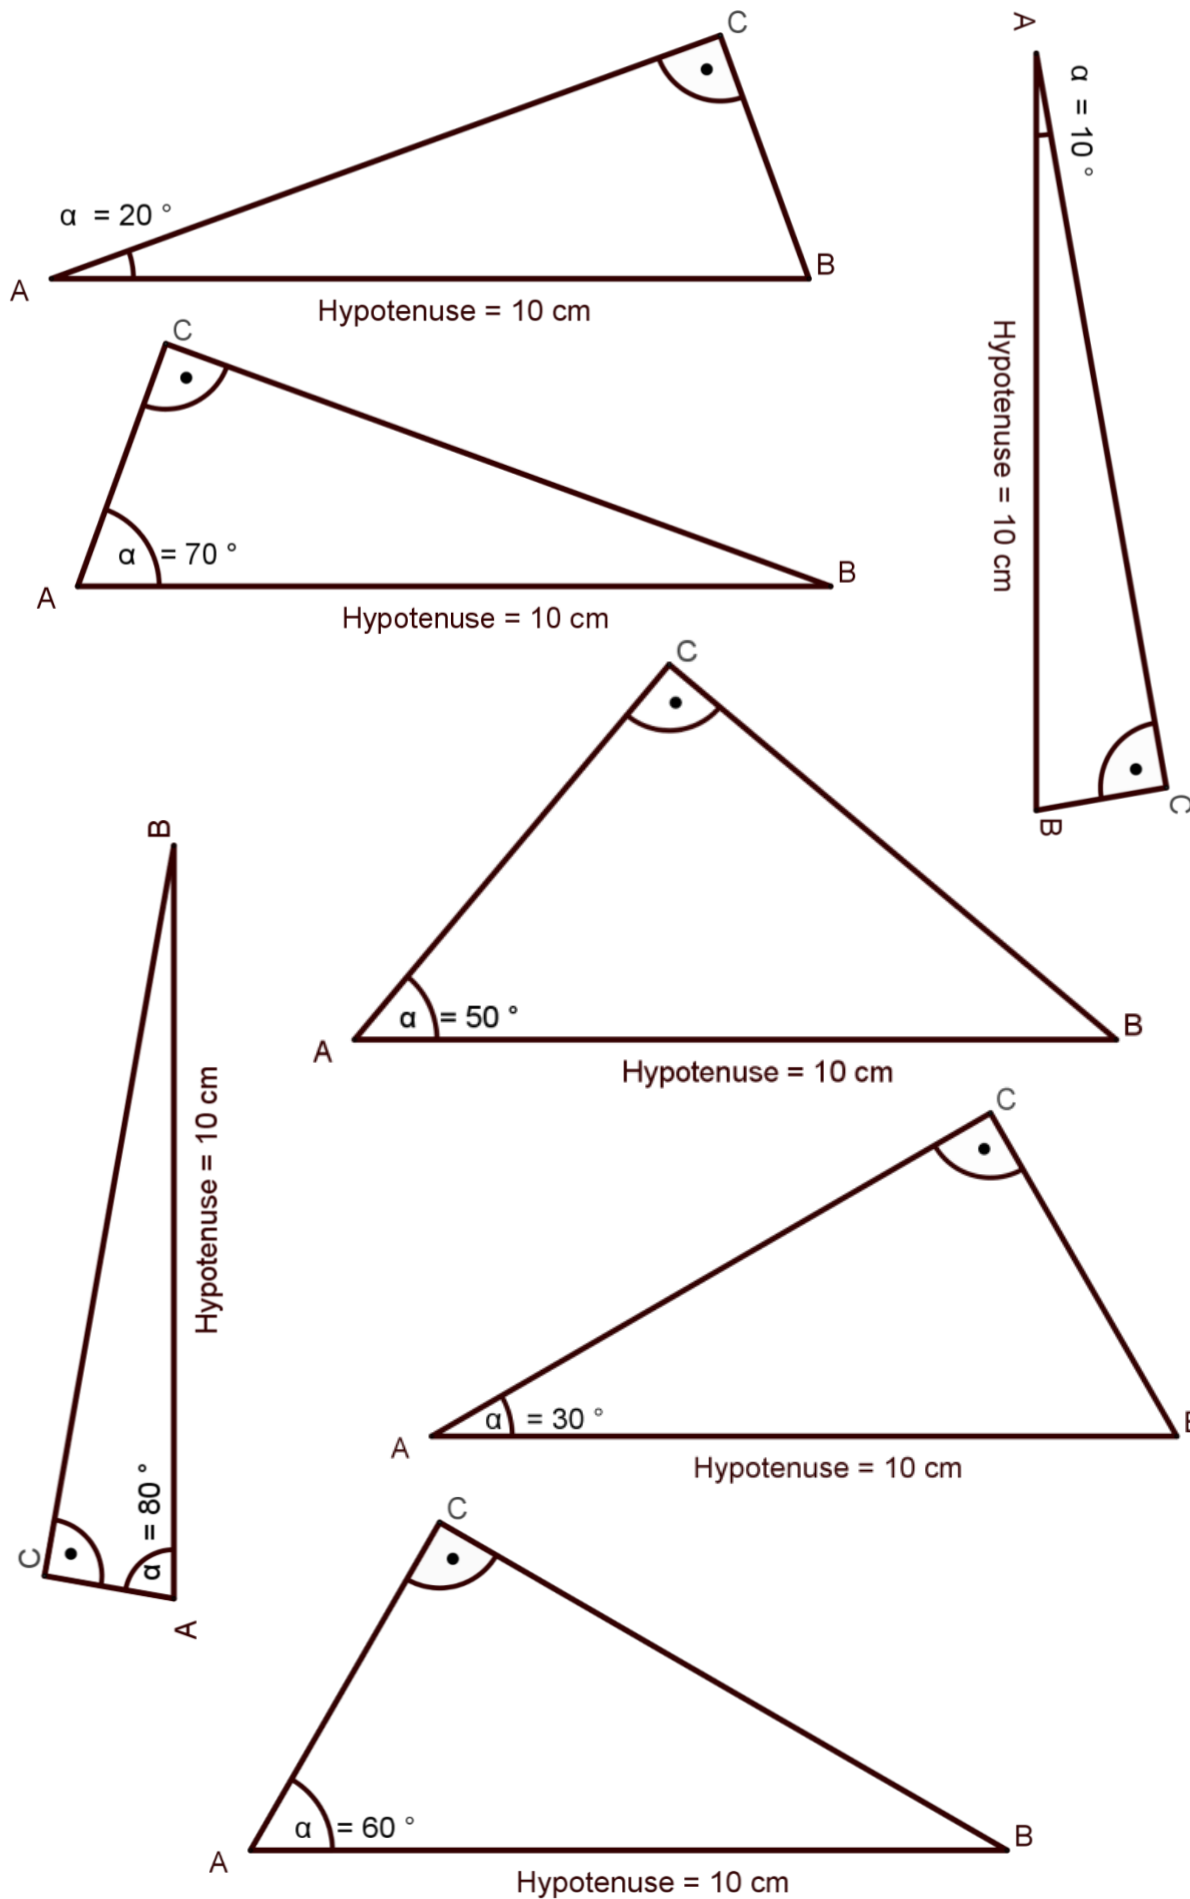 C
α = 20 °
A
B
Hypotenuse = 10 cm
A
α = 10 °
Hypotenuse = 10 cm
B
C
C
α = 70 °
A
B
Hypotenuse = 10 cm
C
α = 50 °
A
B
Hypotenuse = 10 cm
B
Hypotenuse = 10 cm
α = 80 °
C
A
C
α = 30 °
A
Hypotenuse = 10 cm
C
α = 60 °
A
B
Hypotenuse = 10 cm